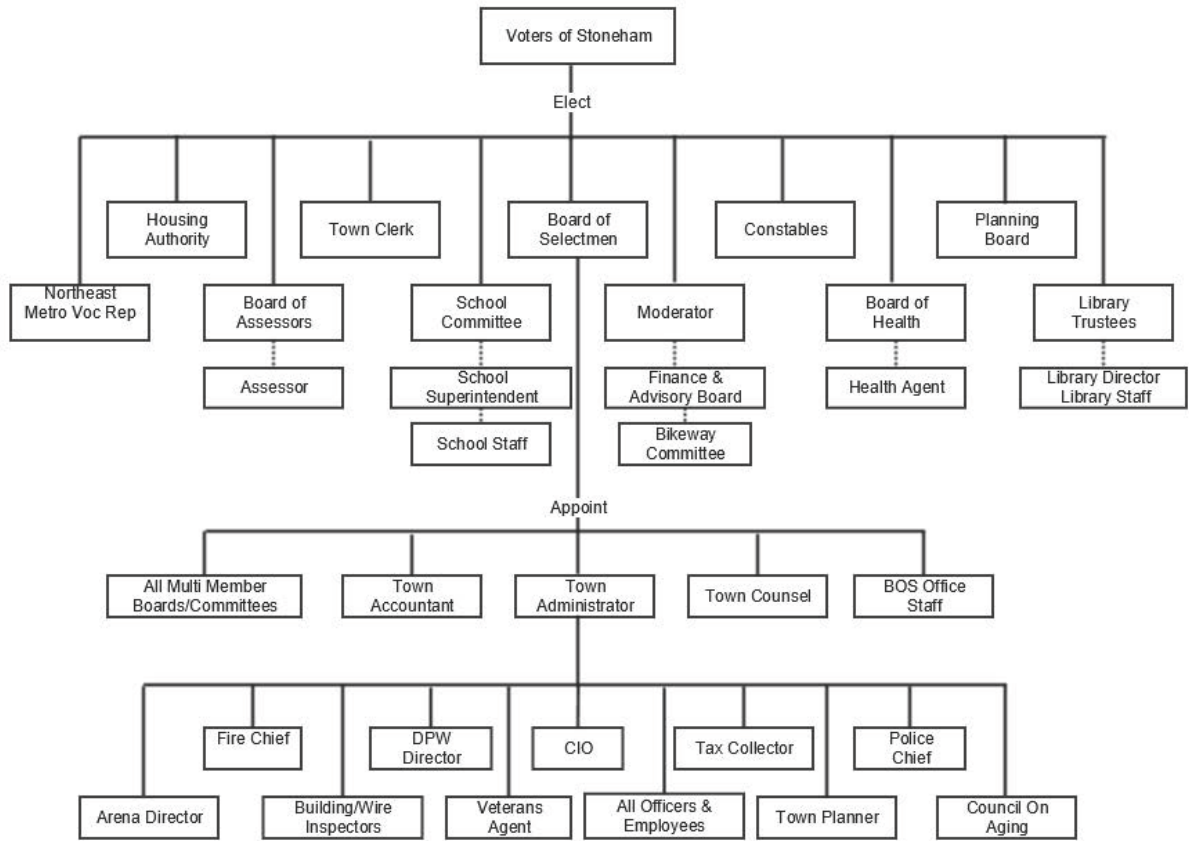 Voters of Stoneham
Elect
Housing
Authority
Town Clerk
Board of
Selectmen
Constables
Planning
Board
Northeast
Metro Voc Rep
Board of
Assessors
School
Committee
Moderator
Board of
Health
Library
Trustees
Assessor
School
Superintendent
Finance &
Advisory Board
Health Agent
Library Director
Library Staff
School Staff
Bikeway
Committee
Appoint
All Multi Member
Boards/Committees
Town
Accountant
Town
Administrator
Town Counsel
BOS Office
Staff
Fire Chief
DPW
Director
CIO
Tax Collector
Police
Chief
Arena Director
Building/Wire
Inspectors
Veterans
Agent
All Officers &
Employees
Town Planner
Council On
Aging